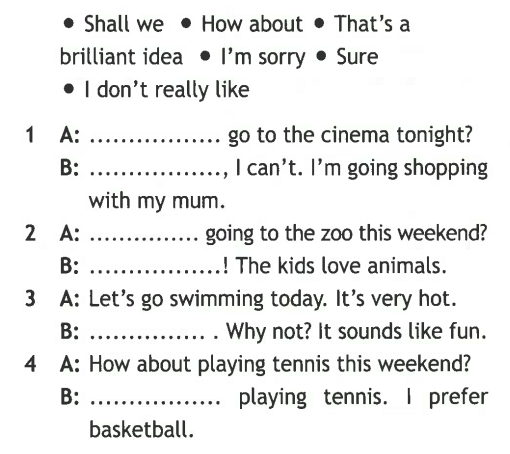 • Shall we • How about • That's a
brilliant idea • I'm sorry • Sure
• I don't really like
1 A: .................. go to the cinema tonight?
B: .................., I can't. I'm going shopping
with my mum.
2 A: ............... going to the zoo this weekend?
B: ..................! The kids love animals.
3 A: Let's go swimming today. It's very hot.
B: ................ . Why not? It sounds like fun.
4 A: How about playing tennis this weekend?
B: .................. playing tennis. I prefer
basketball.